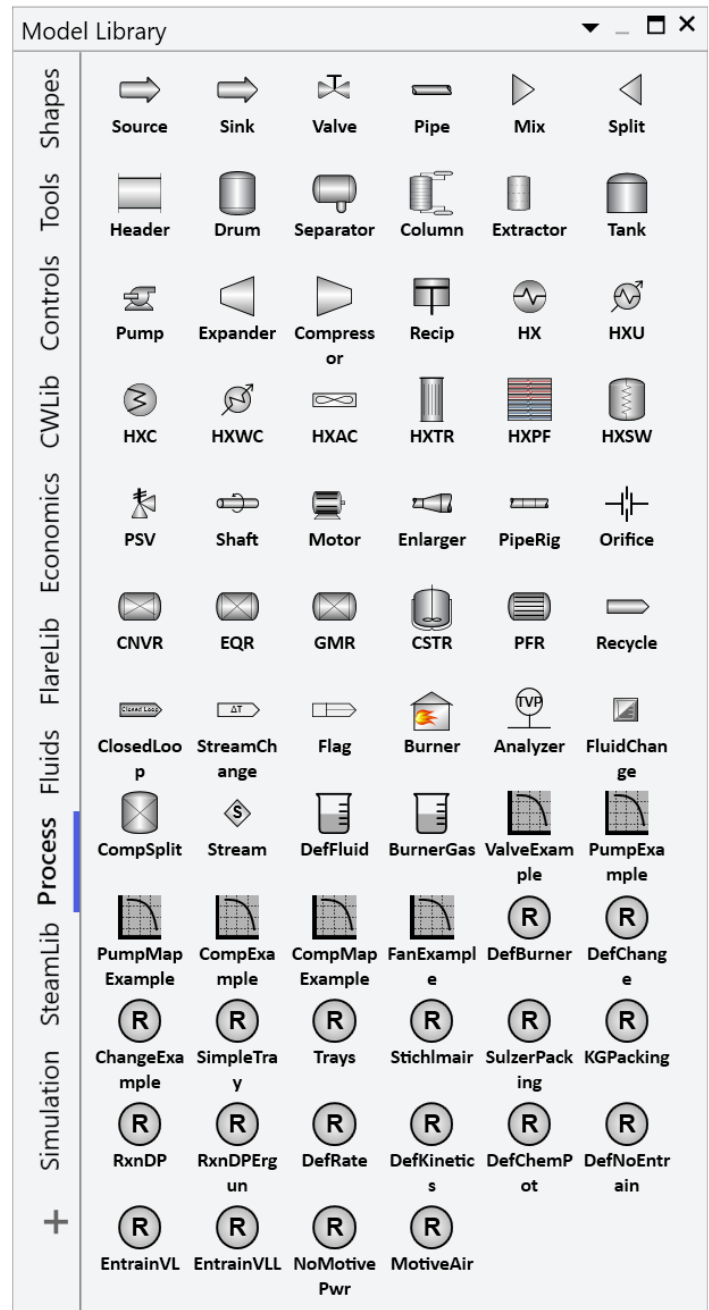 Model Library
Shapes
Tools
Controls
CWLib
Economics
FlareLib
Fluids
Process
SteamLib
Simulation
+
Source Sink Valve Pipe Mix Split
Header Drum Separator Column Extractor Tank
Pump Expander Compress Recip HX HXU
or
HXC HXWC HXAC HXTR HXPF HXSW
PSV Shaft Motor Enlarger PipeRig Orifice
CNVR EQR GMR CSTR PFR Recycle
Closed Loop ΔT TVP
ClosedLoo StreamCh Flag Burner Analyzer FluidChan
p ange ge
S
CompSplit Stream DefFluid BurnerGas ValveExam PumpExa
ple mple
R R
PumpMap CompExa CompMap FanExampl DefBurner DefChang
Example mple Example e e
R R R R R R
ChangeExa SimpleTra Trays Stichlmair SulzerPack KGPacking
mple y ing
R R R R R R
RxnDP RxnDPErg DefRate DefKinetic DefChemP DefNoEntr
un s ot ain
R R R R
EntrainVL EntrainVLL NoMotive MotiveAir
Pwr